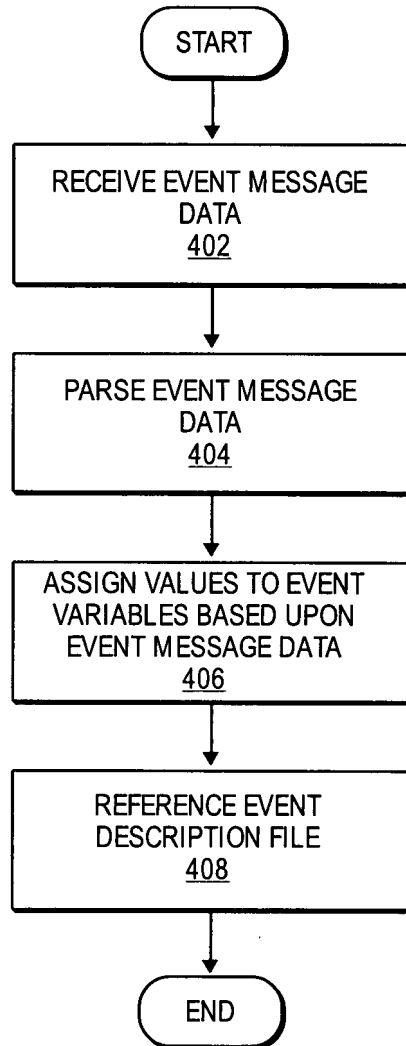 START
RECEIVE EVENT MESSAGE
DATA
402
PARSE EVENT MESSAGE
DATA
404
ASSIGN VALUES TO EVENT
VARIABLES BASED UPON
EVENT MESSAGE DATA
406
REFERENCE EVENT
DESCRIPTION FILE
408
END